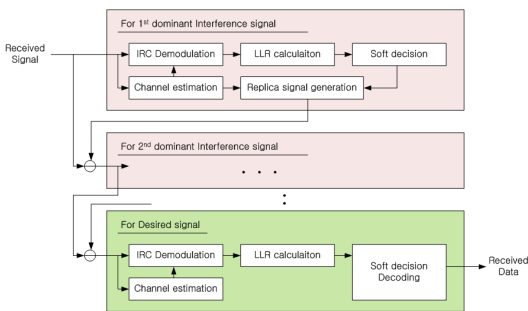 For 1st dominant Interference signal
Received
Signal
IRC Demodulation
LLR calculaiton
Soft decision
Channel estimation
Replica signal generation
For 2nd dominant Interference signal
. . .
For Desired signal
IRC Demodulation
LLR calculaiton
Soft decision
Decoding
Channel estimation
Received
Data